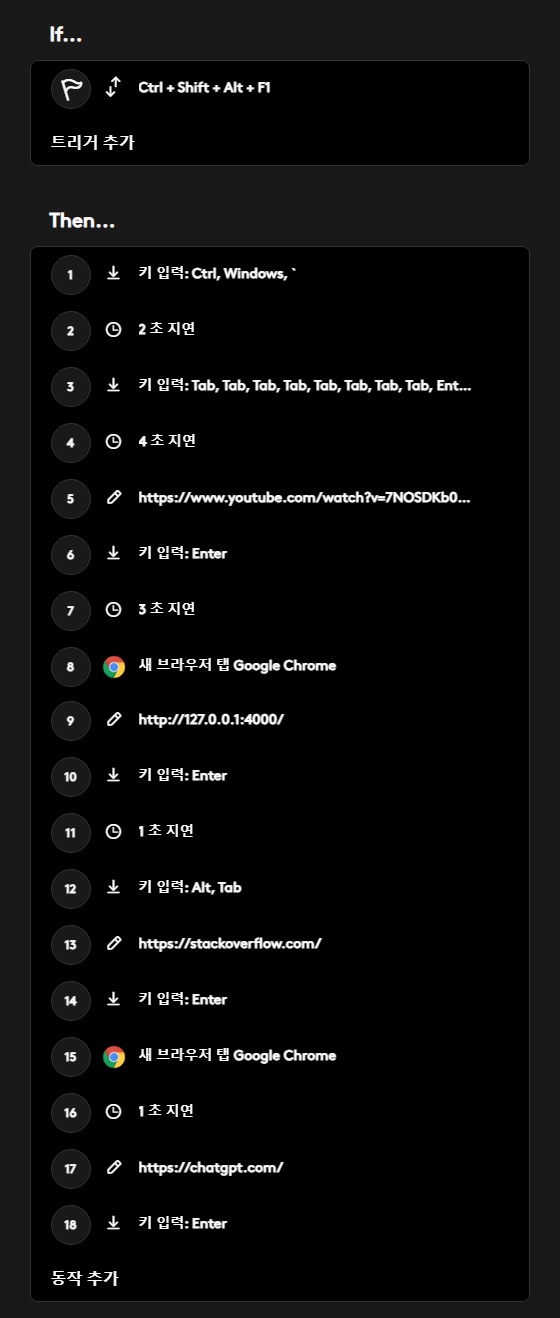 If...
Ctrl + Shift + Alt + F1
트리거 추가
Then...
1 키 입력: Ctrl, Windows, `
2 2 초 지연
3 키 입력: Tab, Tab, Tab, Tab, Tab, Tab, Tab, Tab, Ent...
4 4 초 지연
5 https://www.youtube.com/watch?v=7NOSDKb0...
6 키 입력: Enter
7 3 초 지연
8 새 브라우저 탭 Google Chrome
9 http://127.0.0.1:4000/
10 키 입력: Enter
11 1 초 지연
12 키 입력: Alt, Tab
13 https://stackoverflow.com/
14 키 입력: Enter
15 새 브라우저 탭 Google Chrome
16 1 초 지연
17 https://chatgpt.com/
18 키 입력: Enter
동작 추가